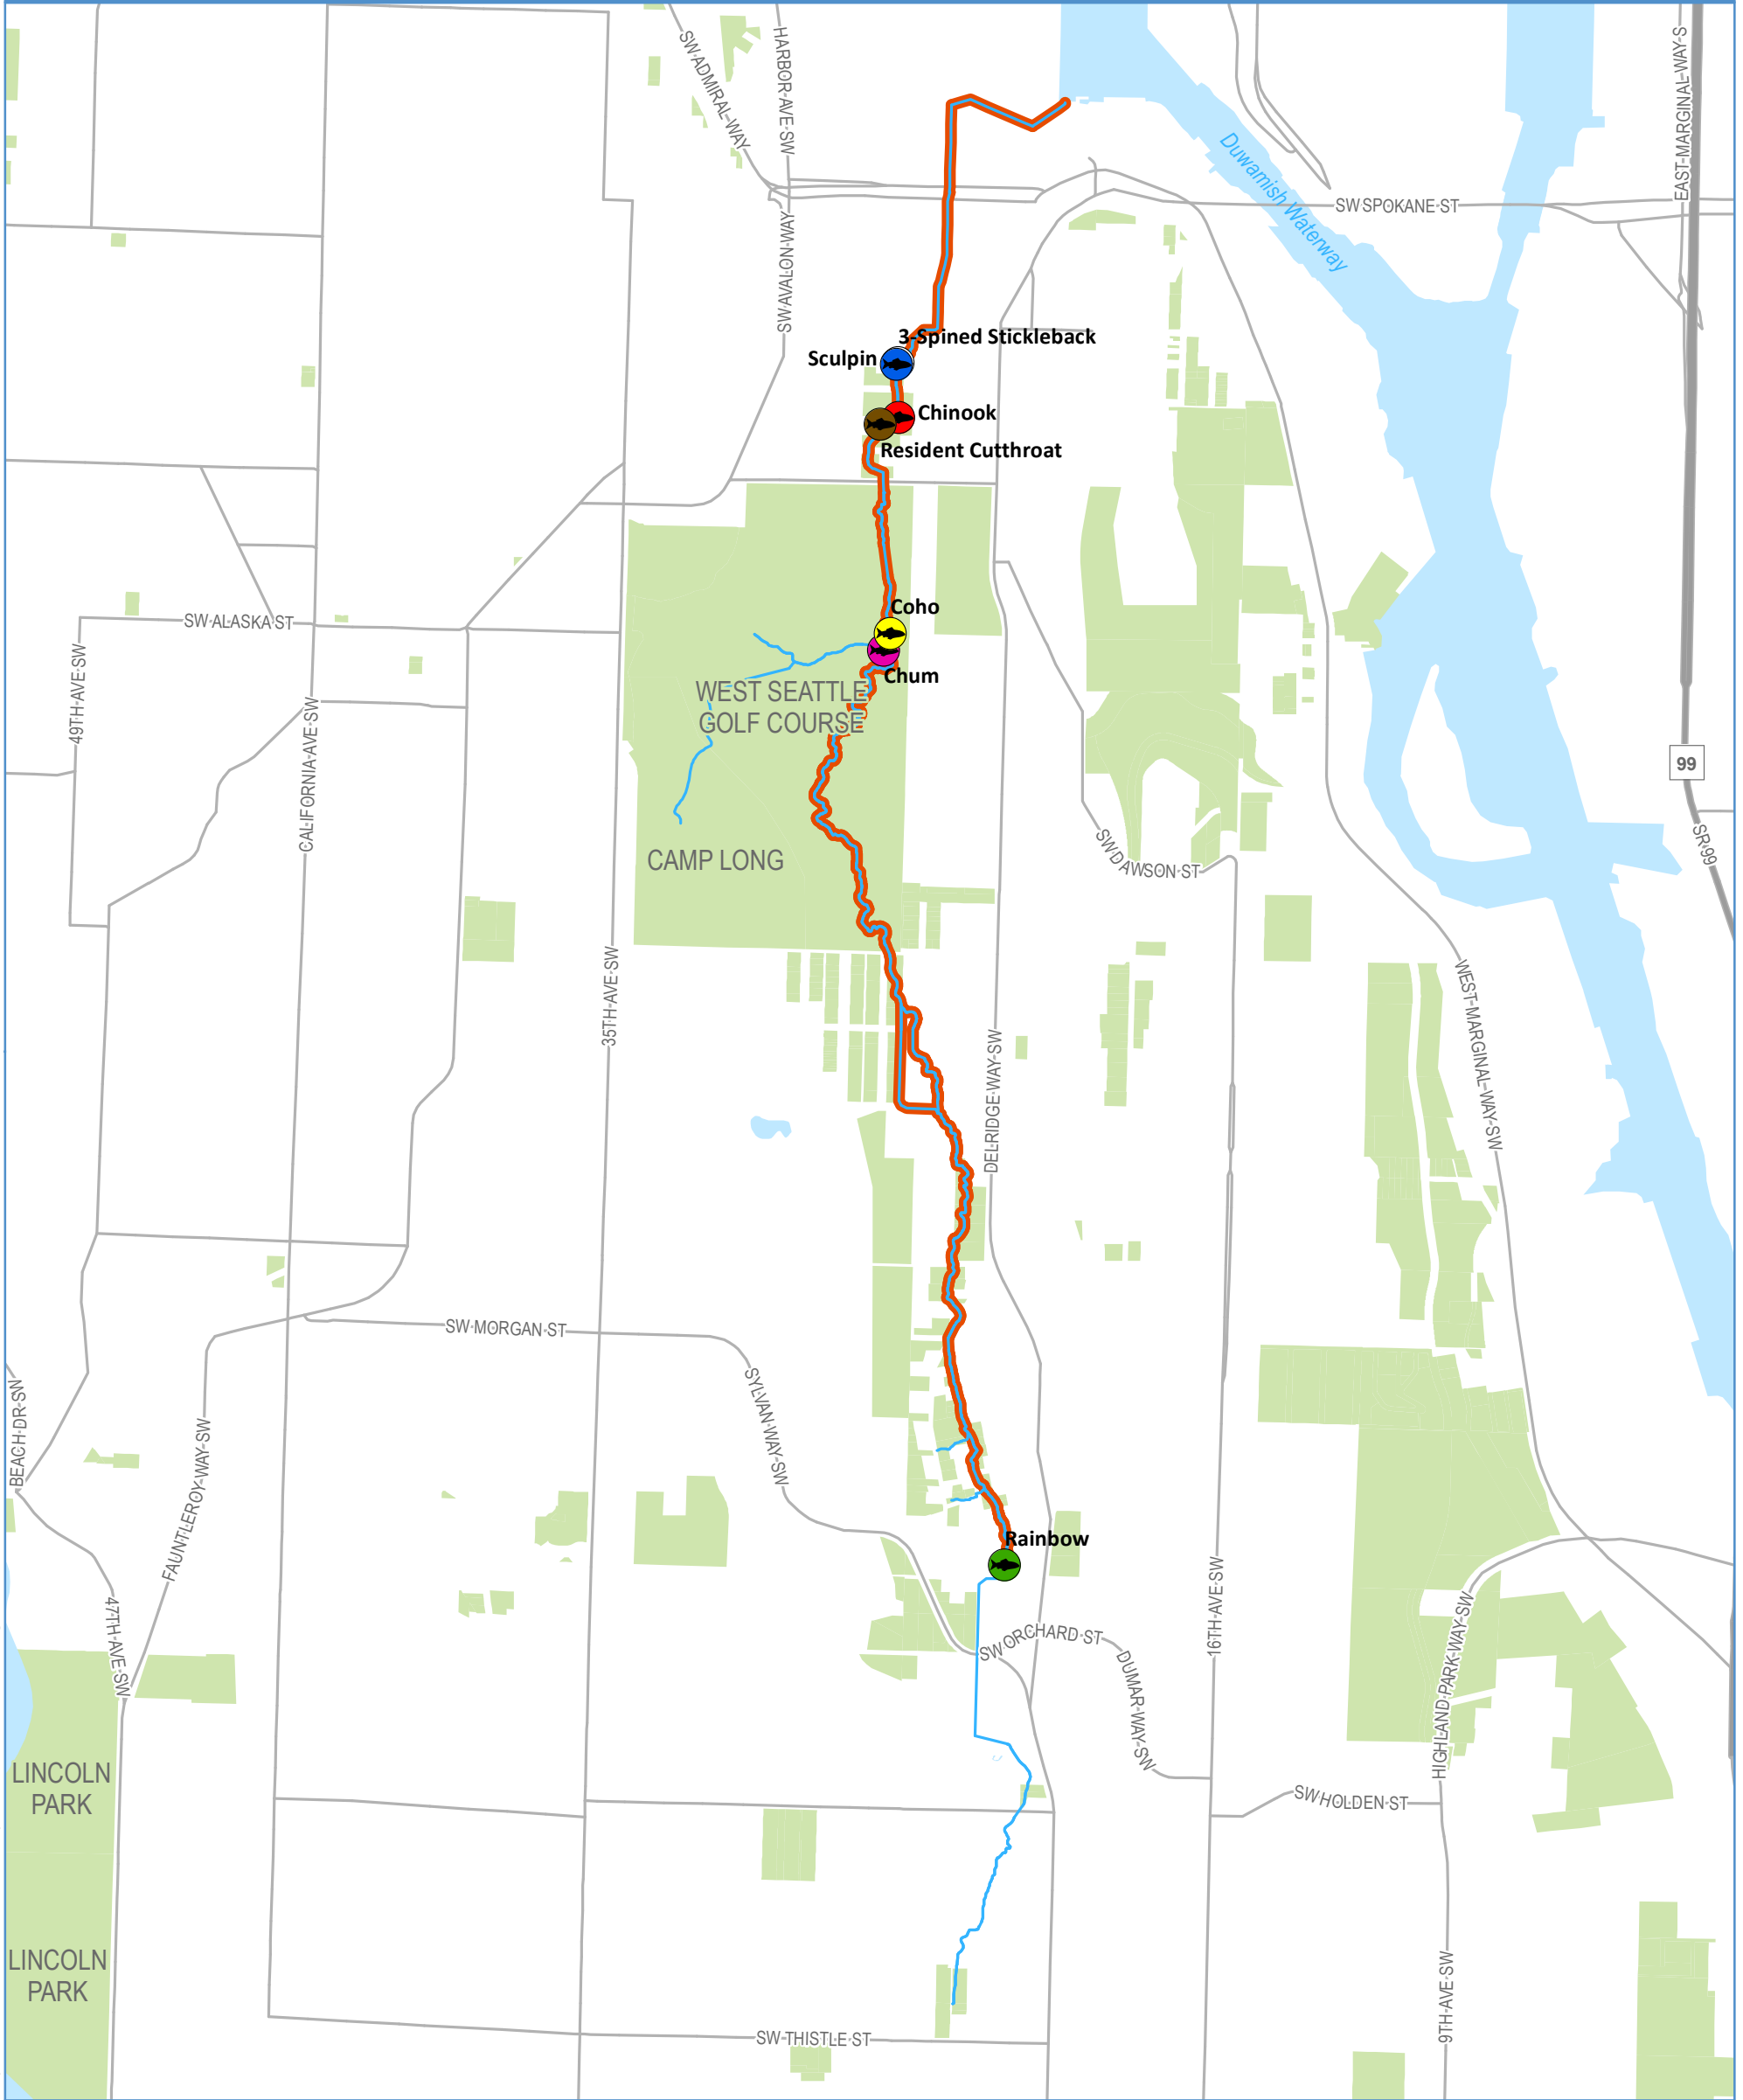 SW ADMIRAL WAY
HARBOR AVE SW
EAST MARGINAL WAY S
Duwamish Waterway
SW SPOKANE ST
SW AVALON WAY
3-Spined Stickleback
Sculpin
Chinook
Resident Cutthroat
Coho
SW ALASKA ST
49TH AVE SW
Chum
WEST SEATTLE
GOLF COURSE
CALIFORNIA AVE SW
99
SR 99
CAMP LONG
SW DAWSON ST
35TH AVE SW
WEST MARGINAL WAY SW
DELRIDGE WAY SW
SW MORGAN ST
BEACH DR SW
SYLVAN WAY SW
FAUNTLEROY WAY SW
Rainbow
16TH AVE SW
47TH AVE SW
SW ORCHARD ST
DUMAR WAY SW
HIGHLAND PARK WAY SW
LINCOLN
PARK
SW HOLDEN ST
LINCOLN
PARK
9TH AVE SW
SW THISTLE ST